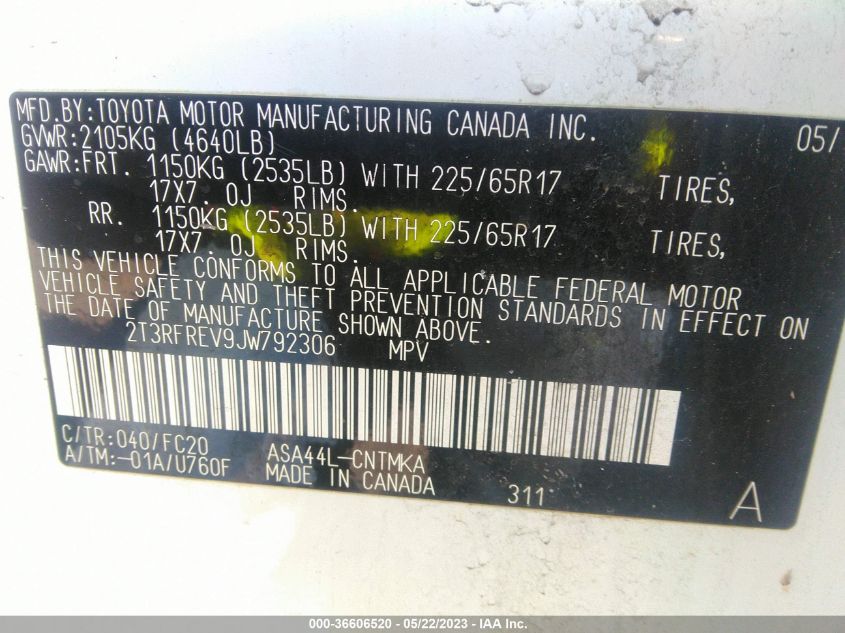 MFD.BY:TOYOTA MOTOR MANUFACTURING CANADA INC. 05/
GVWR:2105KG (4640LB)
GAWR:FRT. 1150KG (2535LB) WITH 225/65R17 TIRES,
17X7.0J RIMS.
RR. 1150KG (2535LB) WITH 225/65R17 TIRES,
17X7.0J RIMS.
THIS VEHICLE CONFORMS TO ALL APPLICABLE FEDERAL MOTOR
VEHICLE SAFETY AND THEFT PREVENTION STANDARDS IN EFFECT ON
THE DATE OF MANUFACTURE SHOWN ABOVE.
2T3RFREV9JW792306 MPV
C/TR:040/FC20 ASA44L-CNTMKA
A/TM:-01A/U760F MADE IN CANADA 311 A
000-36606520 - 05/22/2023 - IAA Inc.